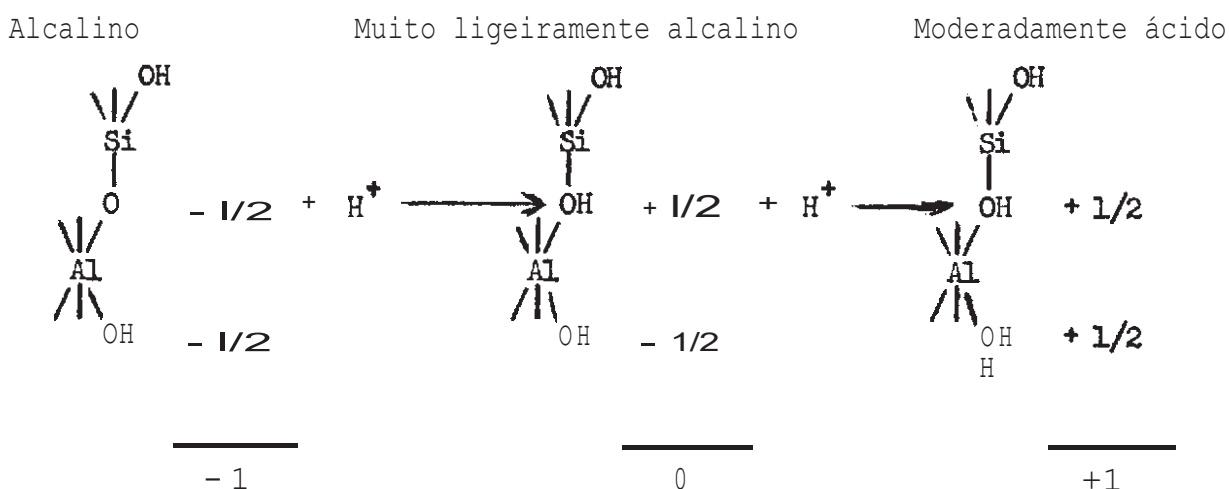 Alcalino Muito ligeiramente alcalino Moderadamente ácido
OH OH OH
Si Si Si
O - 1/2 + H+ OH + 1/2 + H+ OH + 1/2
Al Al Al
OH - 1/2 OH - 1/2 OH + 1/2
H
- 1 0 +1